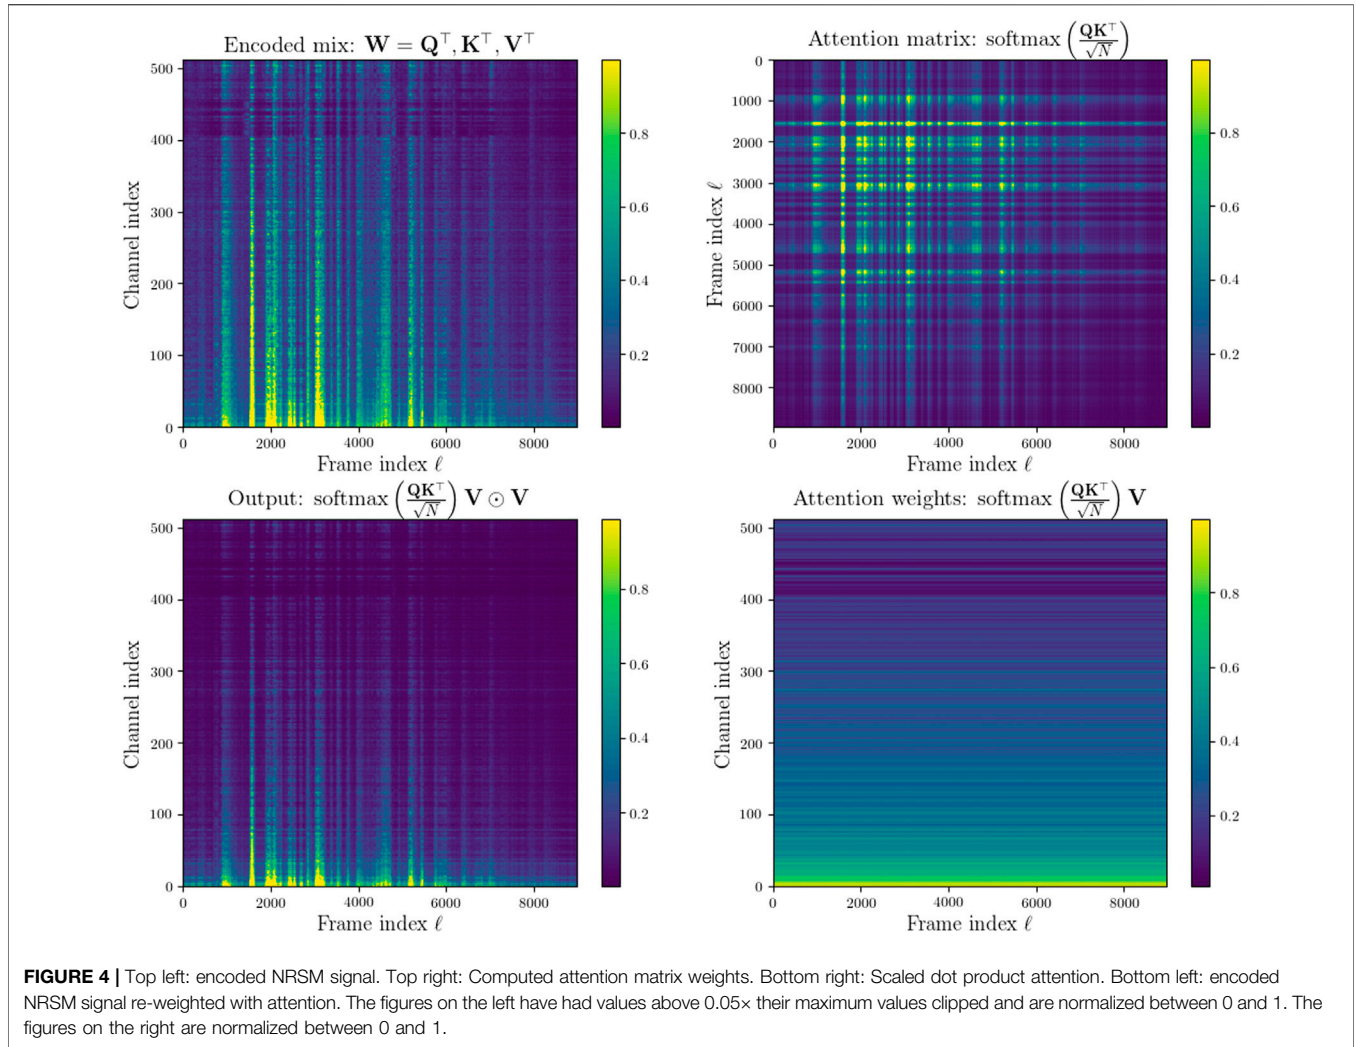 Encoded mix: W = Q⊤, K⊤, V⊤
Channel index
500
400
300
200
100
0
0 2000 4000 6000 8000
Frame index ℓ
0.8
0.6
0.4
0.2
Attention matrix: softmax (QK⊤/√N)
Frame index ℓ
0
1000
2000
3000
4000
5000
6000
7000
8000
0 2000 4000 6000 8000
Frame index ℓ
0.8
0.6
0.4
0.2
Output: softmax (QK⊤/√N) V ⊙ V
Channel index
500
400
300
200
100
0
0 2000 4000 6000 8000
Frame index ℓ
0.8
0.6
0.4
0.2
Attention weights: softmax (QK⊤/√N) V
Channel index
500
400
300
200
100
0
0 2000 4000 6000 8000
Frame index ℓ
0.8
0.6
0.4
0.2
FIGURE 4 | Top left: encoded NRSM signal. Top right: Computed attention matrix weights. Bottom right: Scaled dot product attention. Bottom left: encoded
NRSM signal re-weighted with attention. The figures on the left have had values above 0.05× their maximum values clipped and are normalized between 0 and 1. The
figures on the right are normalized between 0 and 1.